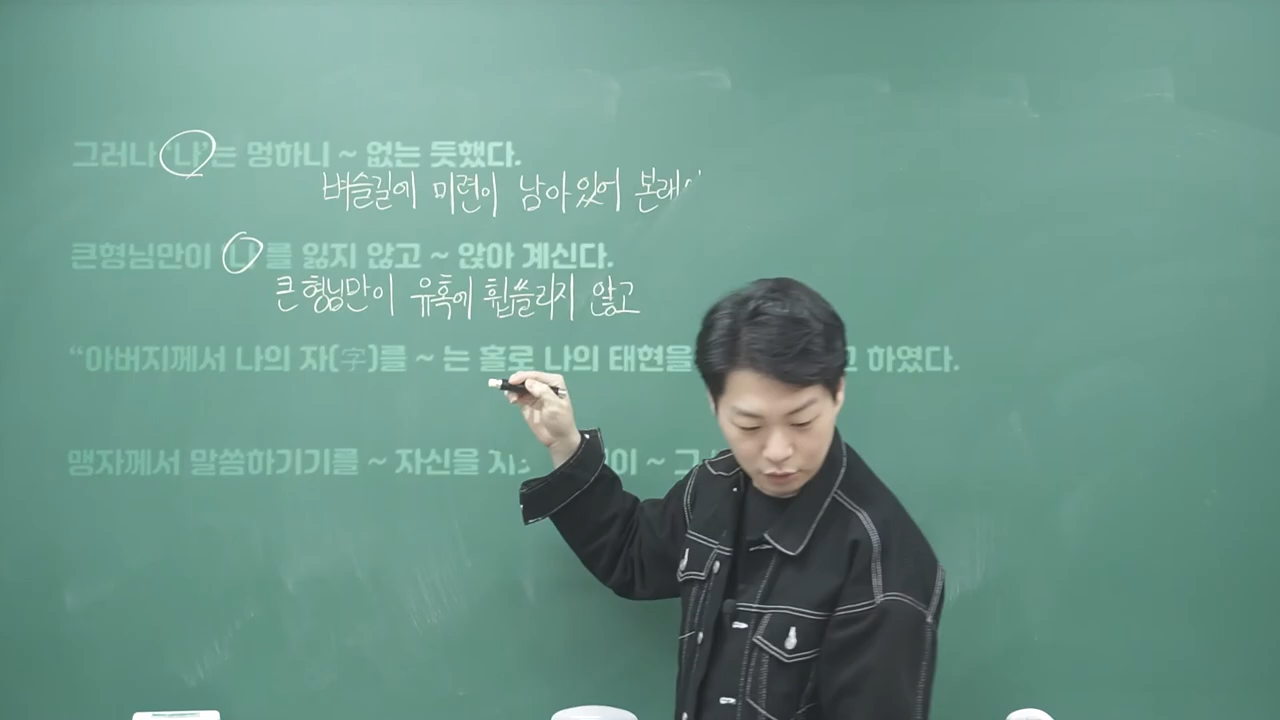 그러나 '나'는 멍하니 ~ 없는 듯했다.
벼슬길에 미련이 남아있어 본래
큰형님만이 '나'를 잃지 않고 ~ 앉아 계신다.
큰 형님만이 유혹에 휩쓸리지 않고
“아버지께서 나의 자(字)를 ~ 는 홀로 나의 태현을 고 하였다.
맹자께서 말씀하기기를 ~ 자신을 이 ~ 그